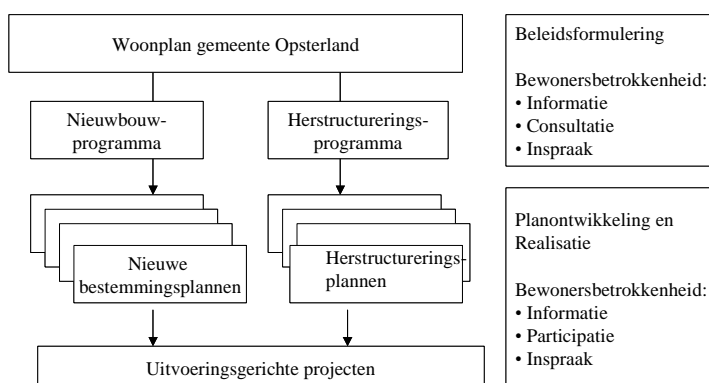 Woonplan gemeente Opsterland
Nieuwbouw-
programma
Herstructurerings-
programma
Nieuwe
bestemmingsplannen
Herstructurerings-
plannen
Uitvoeringsgerichte projecten
Beleidsformulering
Bewonersbetrokkenheid:
• Informatie
• Consultatie
• Inspraak
Planontwikkeling en
Realisatie
Bewonersbetrokkenheid:
• Informatie
• Participatie
• Inspraak